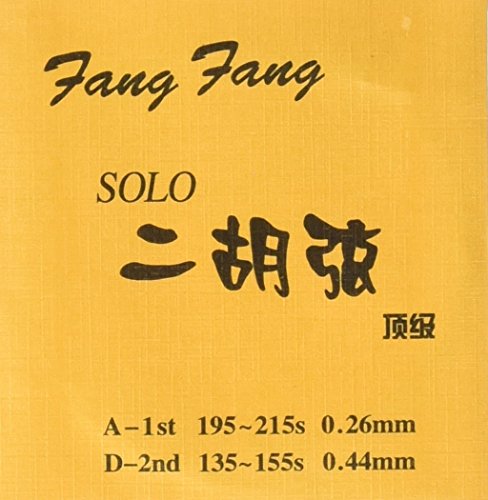 Fang Fang
SOLO
二胡弦
顶级
A-1st 195~215s 0.26mm
D-2nd 135~155s 0.44mm